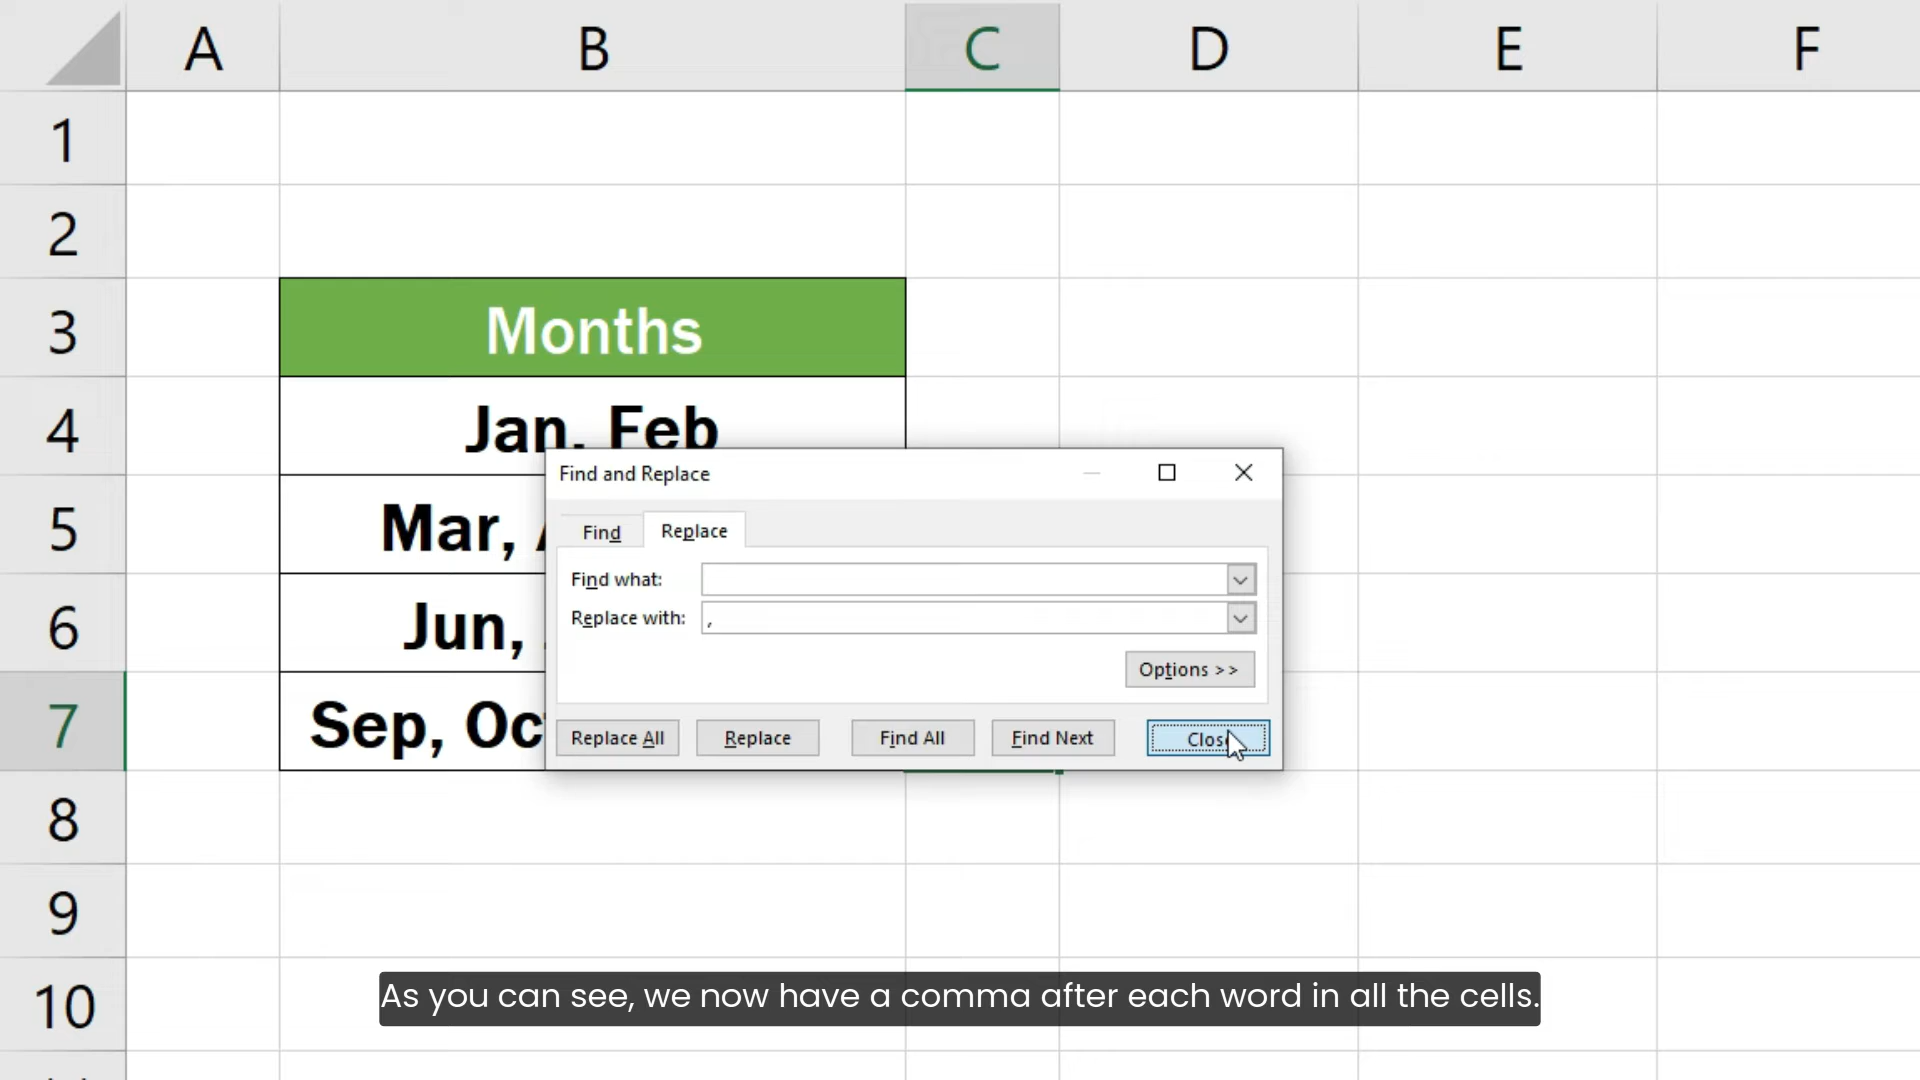 A B C D E F
1
2
3 Months
4 Jan, Feb
5 Mar,
6 Jun,
7 Sep,
8
9
10
Find and Replace
Find Replace
Find what:
Replace with: ,
Options >>
Replace All Replace Find All Find Next Close
As you can see, we now have a comma after each word in all the cells.